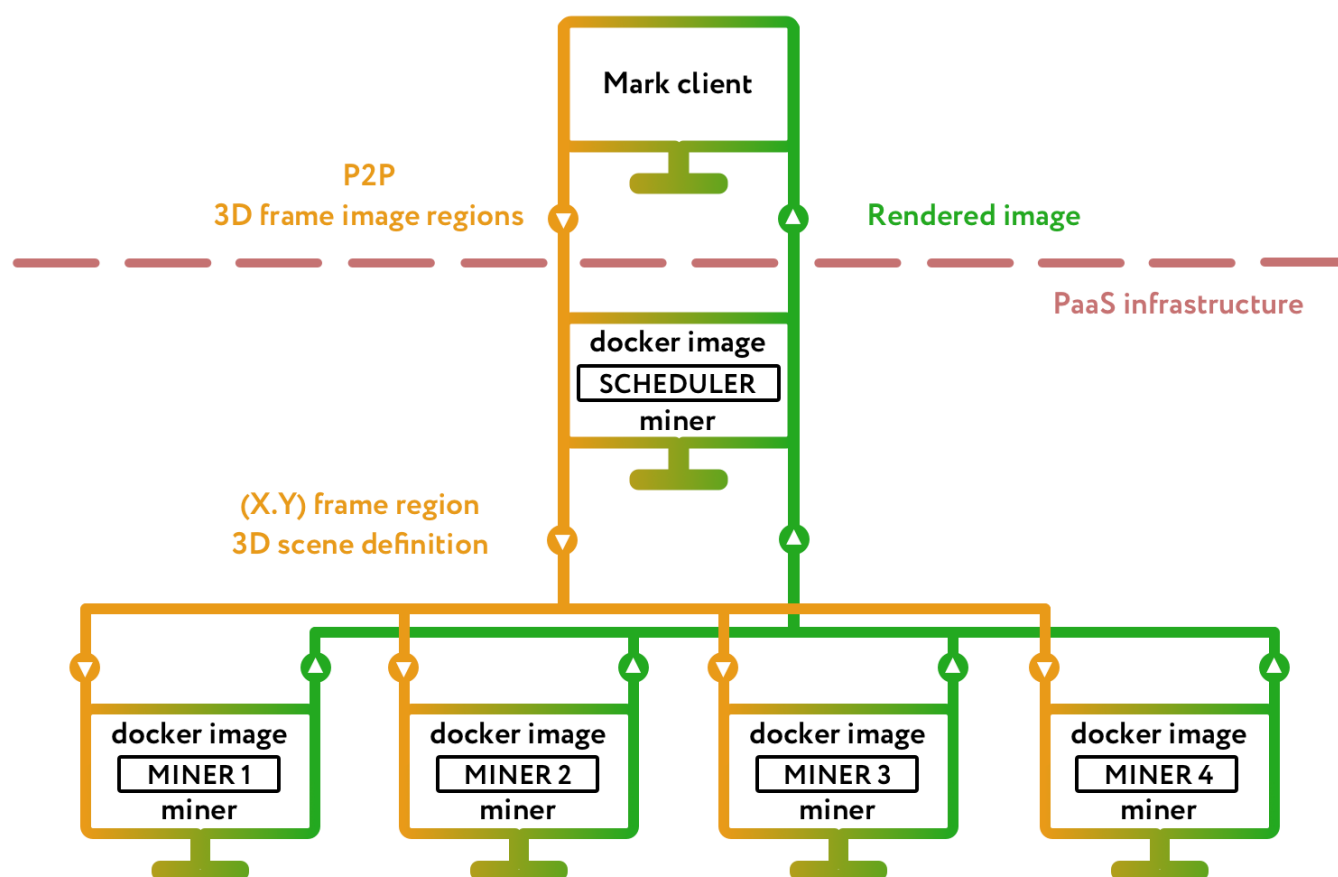 Mark client
P2P
3D frame image regions
Rendered image
PaaS infrastructure
docker image
SCHEDULER
miner
(X.Y) frame region
3D scene definition
docker image
MINER 1
miner
docker image
MINER 2
miner
docker image
MINER 3
miner
docker image
MINER 4
miner